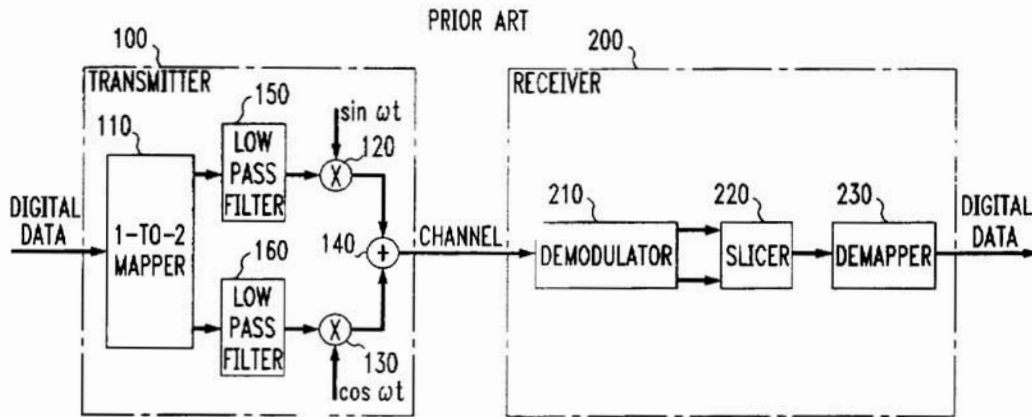 PRIOR ART
100
TRANSMITTER
110
150
LOW
PASS
FILTER
sin ωt
X
120
DIGITAL
DATA
1-TO-2
MAPPER
140
+
CHANNEL
160
LOW
PASS
FILTER
X
130
cos ωt
200
RECEIVER
210
DEMODULATOR
220
SLICER
230
DEMAPPER
DIGITAL
DATA